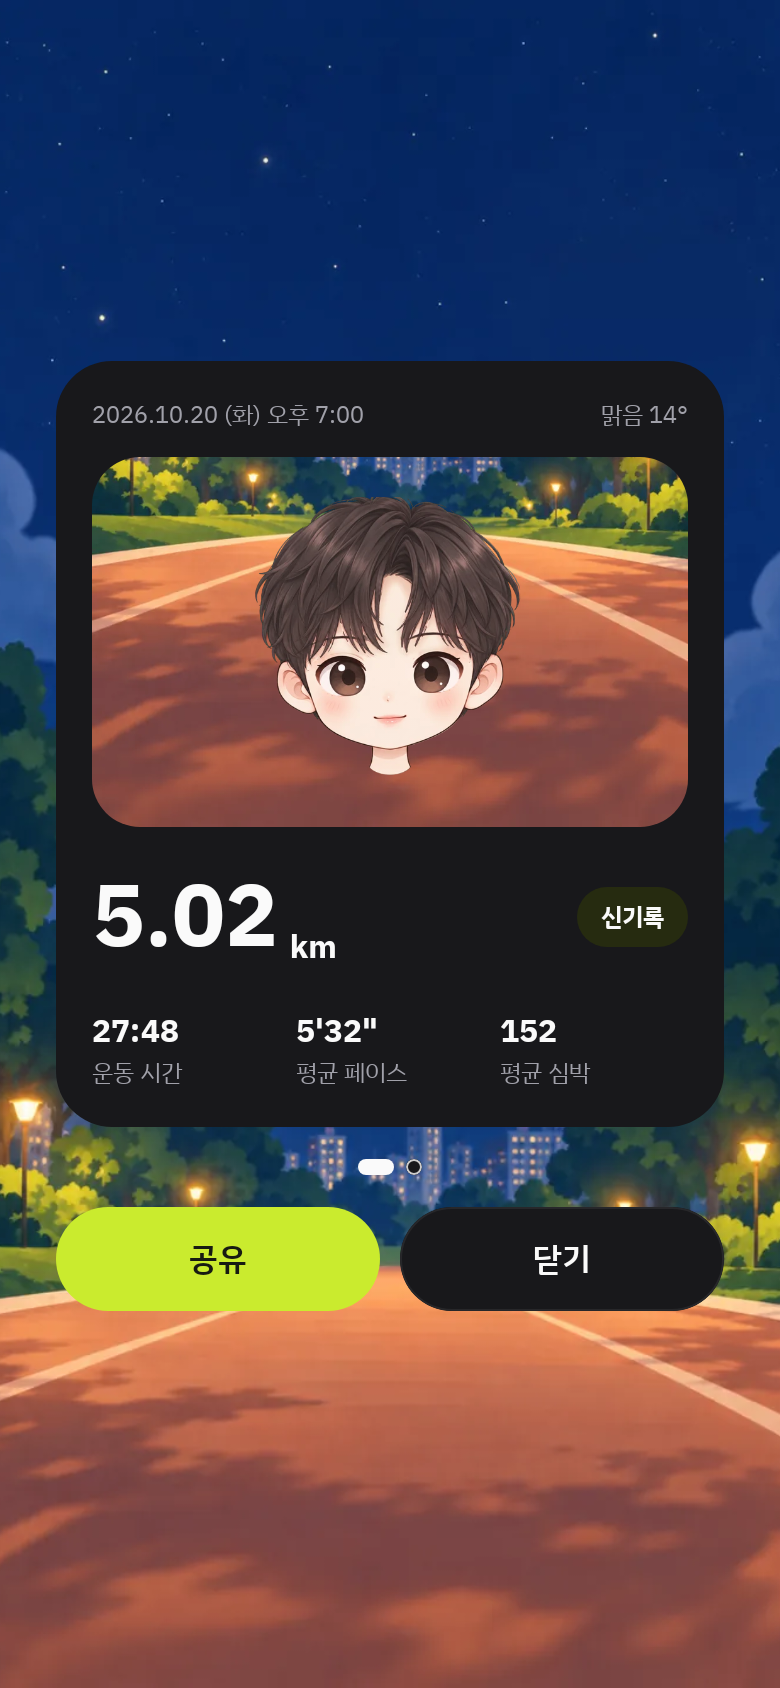 2026.10.20 (화) 오후 7:00 맑음 14°
5.02 km 신기록
27:48 5'32" 152
운동 시간 평균 페이스 평균 심박
공유 닫기